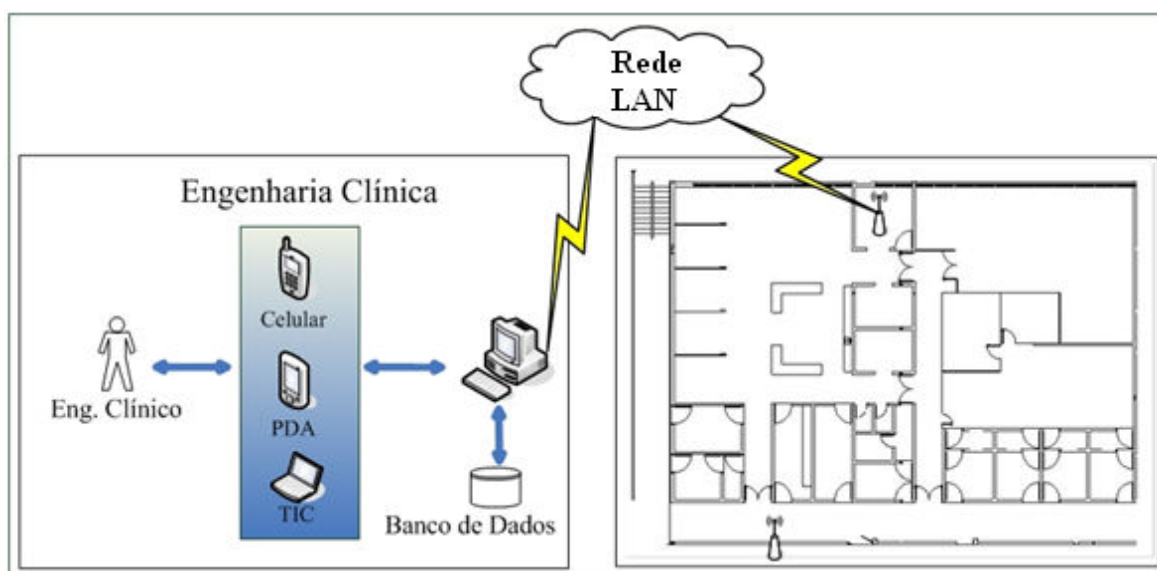 Rede
LAN
Engenharia Clínica
Celular
Eng. Clínico
PDA
TIC
Banco de Dados